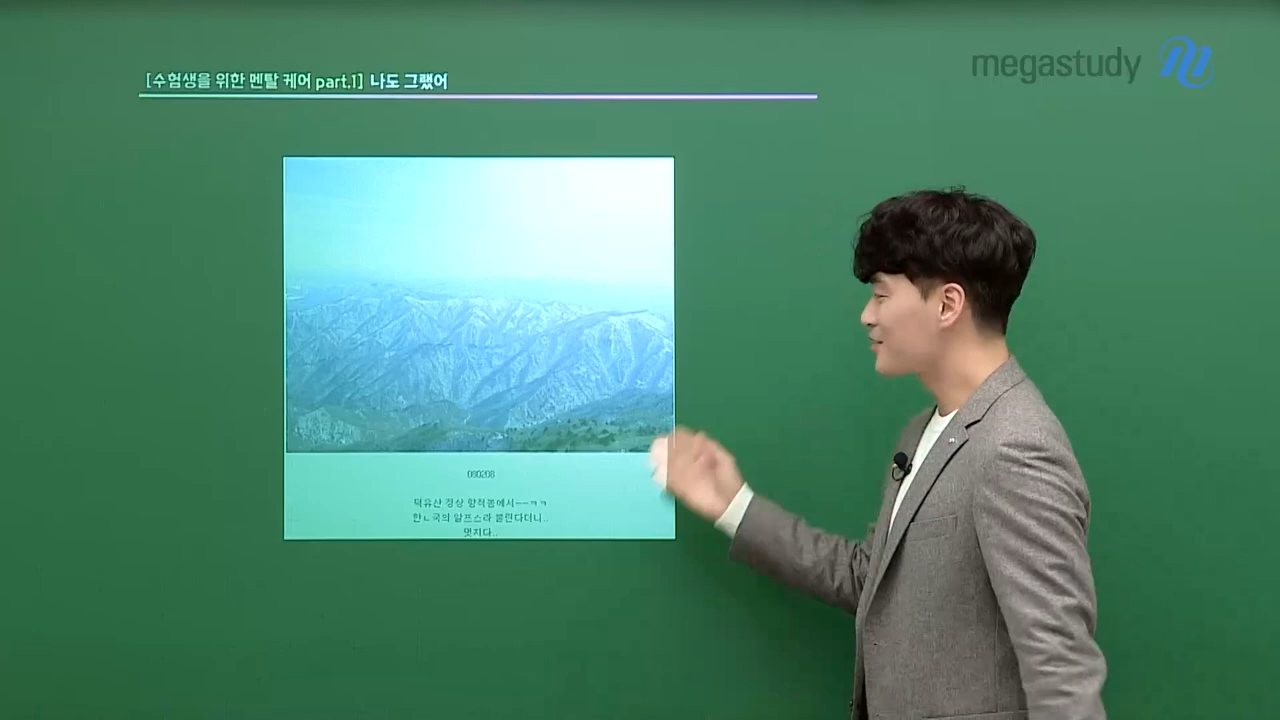 [수험생을 위한 멘탈 케어 part.1] 나도 그랬어
megastudy
080208
덕유산 정상 향적봉에서~~ㅋㅋ
한ㄴ국의 알프스라 불린다더니..
멋지다..